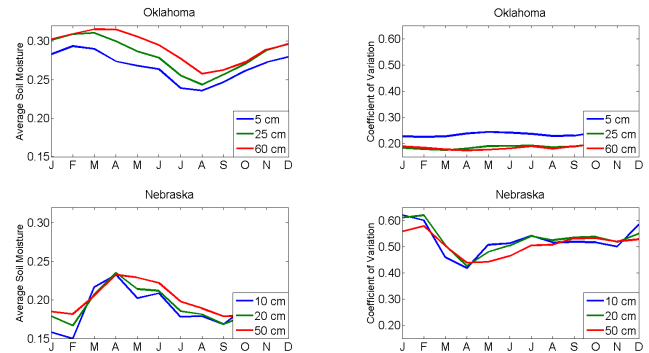 Oklahoma
Average Soil Moisture
0.30
0.25
0.20
0.15
J F M A M J J A S O N D
5 cm
25 cm
60 cm
Oklahoma
Coefficient of Variation
0.60
0.50
0.40
0.30
0.20
J F M A M J J A S O N D
5 cm
25 cm
60 cm
Nebraska
Average Soil Moisture
0.30
0.25
0.20
0.15
J F M A M J J A S O N D
10 cm
20 cm
50 cm
Nebraska
Coefficient of Variation
0.60
0.50
0.40
0.30
0.20
J F M A M J J A S O N D
10 cm
20 cm
50 cm